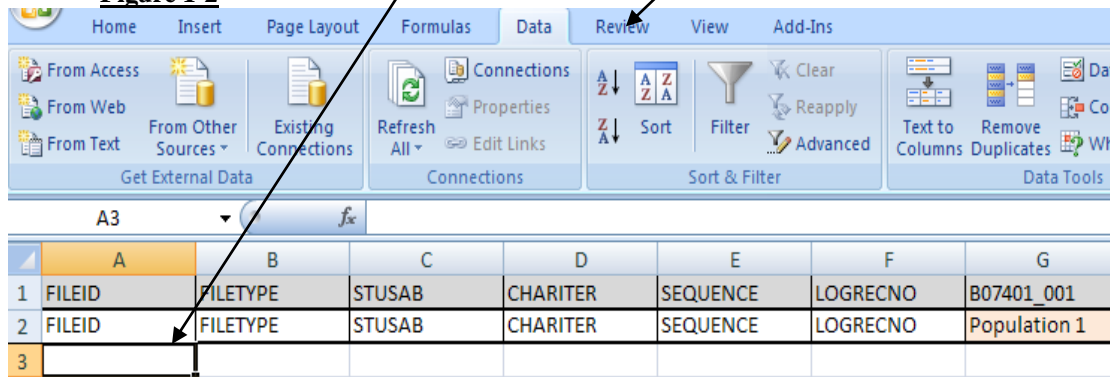 Figure 1-2
Home Insert Page Layout Formulas Data Review View Add-Ins
From Access
From Web
From Text
From Other
Sources
Existing
Connections
Refresh
All
Connections
Properties
Edit Links
A
Z
Z
A
A Z
Z A
Sort
Filter
Clear
Reapply
Advanced
Text to
Columns
Remove
Duplicates
Da
Co
Wh
Get External Data Connections Sort & Filter Data Tools
A3 fx
A B C D E F G
1 FILEID FILETYPE STUSAB CHARITER SEQUENCE LOGRECNO B07401_001
2 FILEID FILETYPE STUSAB CHARITER SEQUENCE LOGRECNO Population 1
3